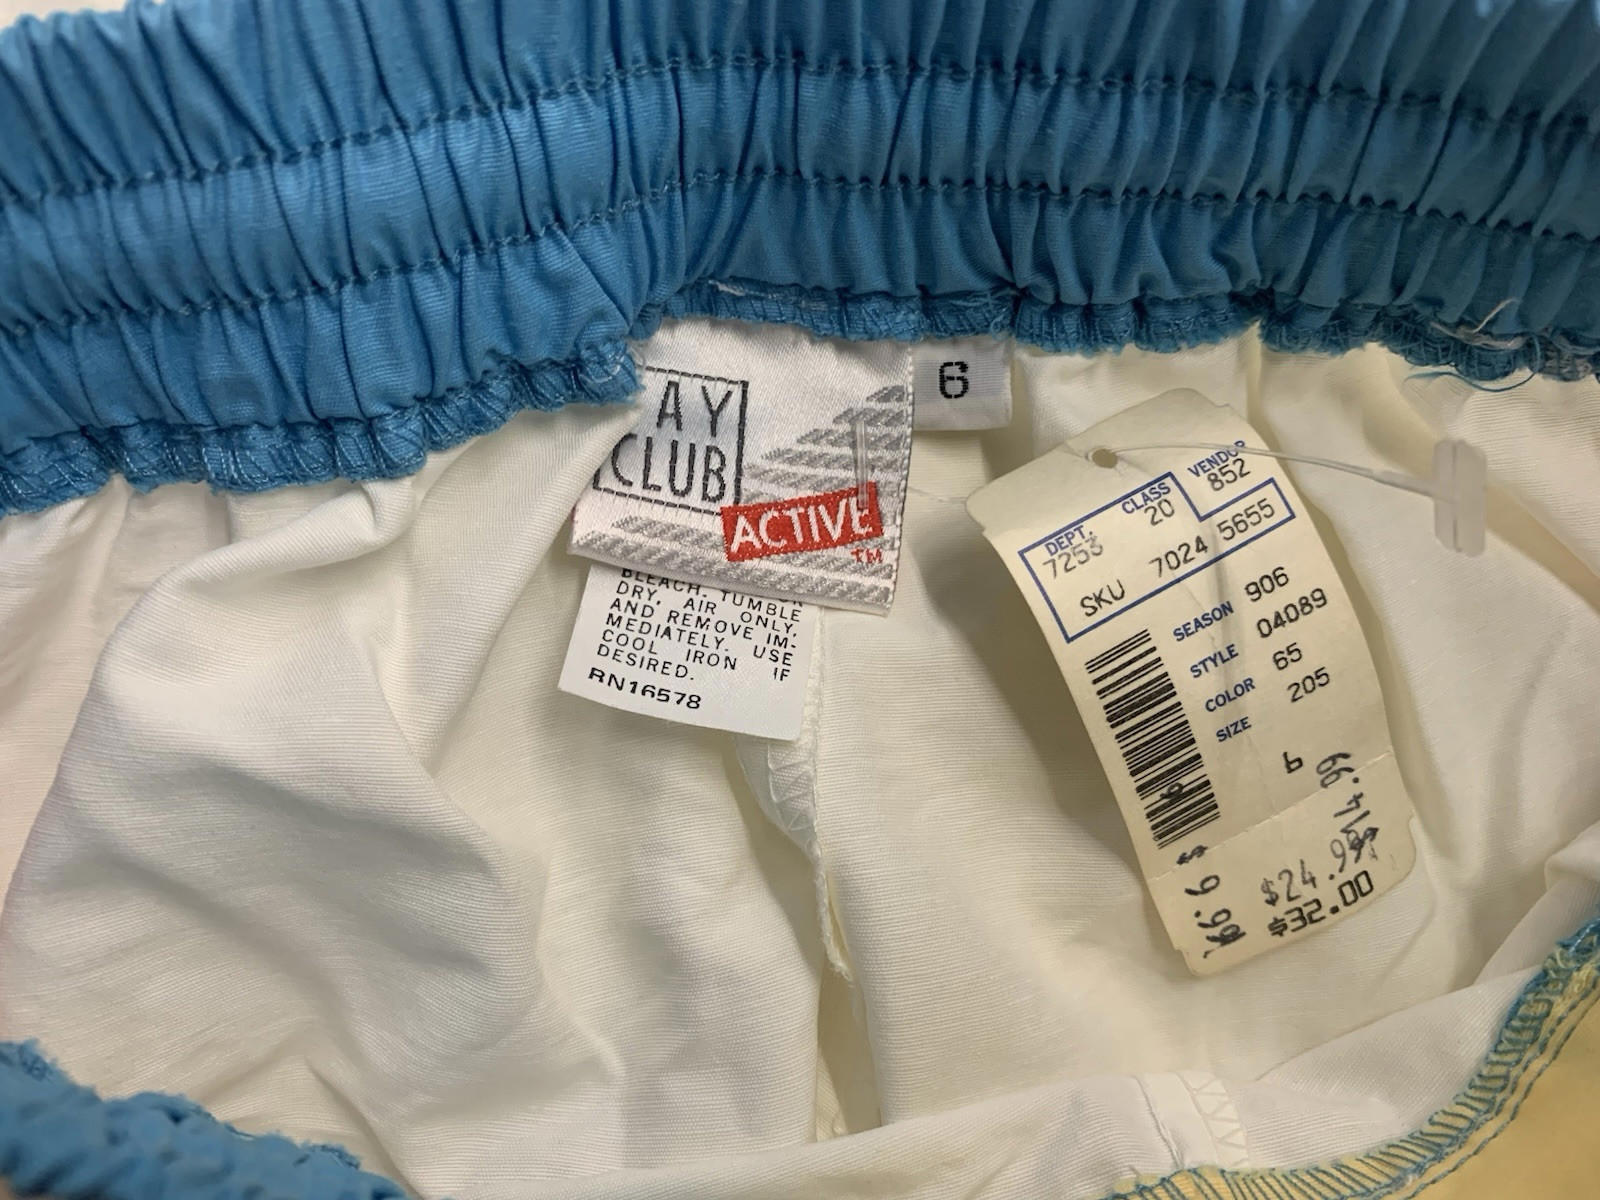 AY
CLUB
ACTIVE
TM
6
BLEACH. TUMBLE
DRY, AIR ONLY,
AND REMOVE IM-
MEDIATELY. USE
COOL IRON IF
DESIRED.
RN16578
DEPT. CLASS VENDOR
7253 20 852
SKU 7024 5655
SEASON 906
STYLE 04089
COLOR 65
SIZE 205
6
$24.99
$32.00